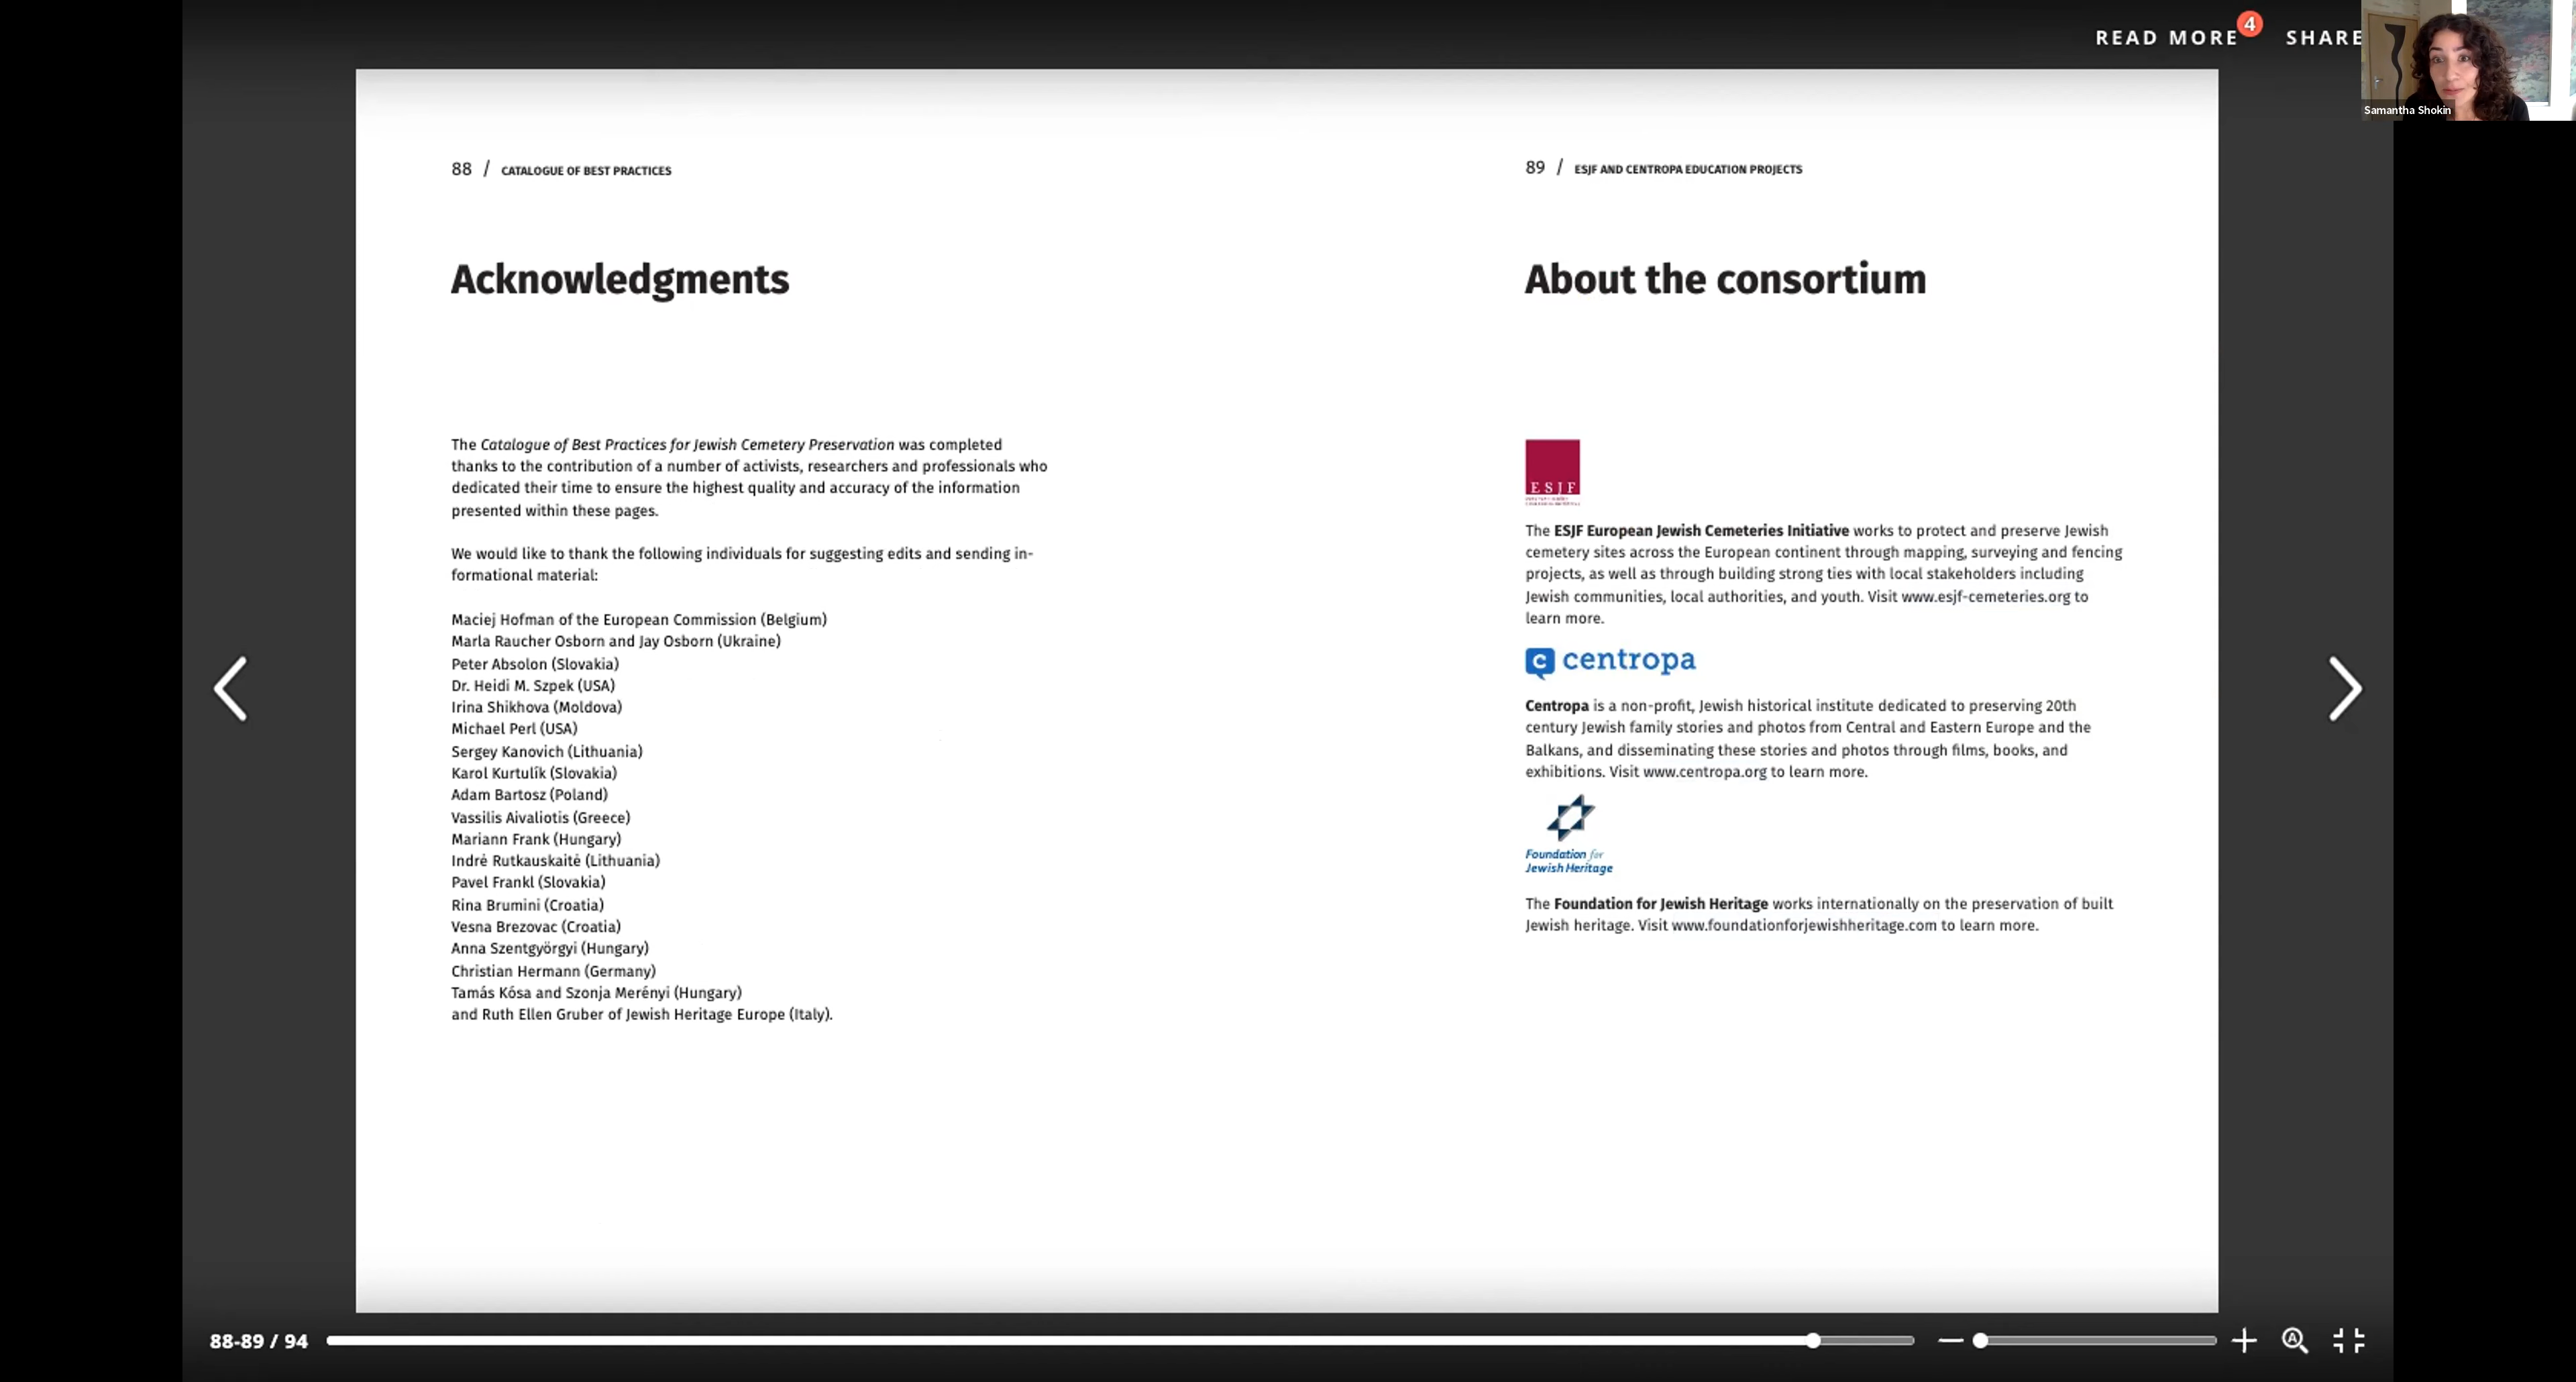 READ MORE 4 SHARE
Samantha Shokin
88 / CATALOGUE OF BEST PRACTICES
Acknowledgments
The Catalogue of Best Practices for Jewish Cemetery Preservation was completed
thanks to the contribution of a number of activists, researchers and professionals who
dedicated their time to ensure the highest quality and accuracy of the information
presented within these pages.
We would like to thank the following individuals for suggesting edits and sending in-
formational material:
Maciej Hofman of the European Commission (Belgium)
Marla Raucher Osborn and Jay Osborn (Ukraine)
Peter Absolon (Slovakia)
Dr. Heidi M. Szpek (USA)
Irina Shikhova (Moldova)
Michael Perl (USA)
Sergey Kanovich (Lithuania)
Karol Kurtulík (Slovakia)
Adam Bartosz (Poland)
Vassilis Aivaliotis (Greece)
Mariann Frank (Hungary)
Indrė Rutkauskaitė (Lithuania)
Pavel Frankl (Slovakia)
Rina Brumini (Croatia)
Vesna Brezovac (Croatia)
Anna Szentgyörgyi (Hungary)
Christian Hermann (Germany)
Tamás Kósa and Szonja Merényi (Hungary)
and Ruth Ellen Gruber of Jewish Heritage Europe (Italy).
89 / ESJF AND CENTROPA EDUCATION PROJECTS
About the consortium
ESJF
The ESJF European Jewish Cemeteries Initiative works to protect and preserve Jewish
cemetery sites across the European continent through mapping, surveying and fencing
projects, as well as through building strong ties with local stakeholders including
Jewish communities, local authorities, and youth. Visit www.esjf-cemeteries.org to
learn more.
c centropa
Centropa is a non-profit, Jewish historical institute dedicated to preserving 20th
century Jewish family stories and photos from Central and Eastern Europe and the
Balkans, and disseminating these stories and photos through films, books, and
exhibitions. Visit www.centropa.org to learn more.
Foundation for
Jewish Heritage
The Foundation for Jewish Heritage works internationally on the preservation of built
Jewish heritage. Visit www.foundationforjewishheritage.com to learn more.
88-89 / 94